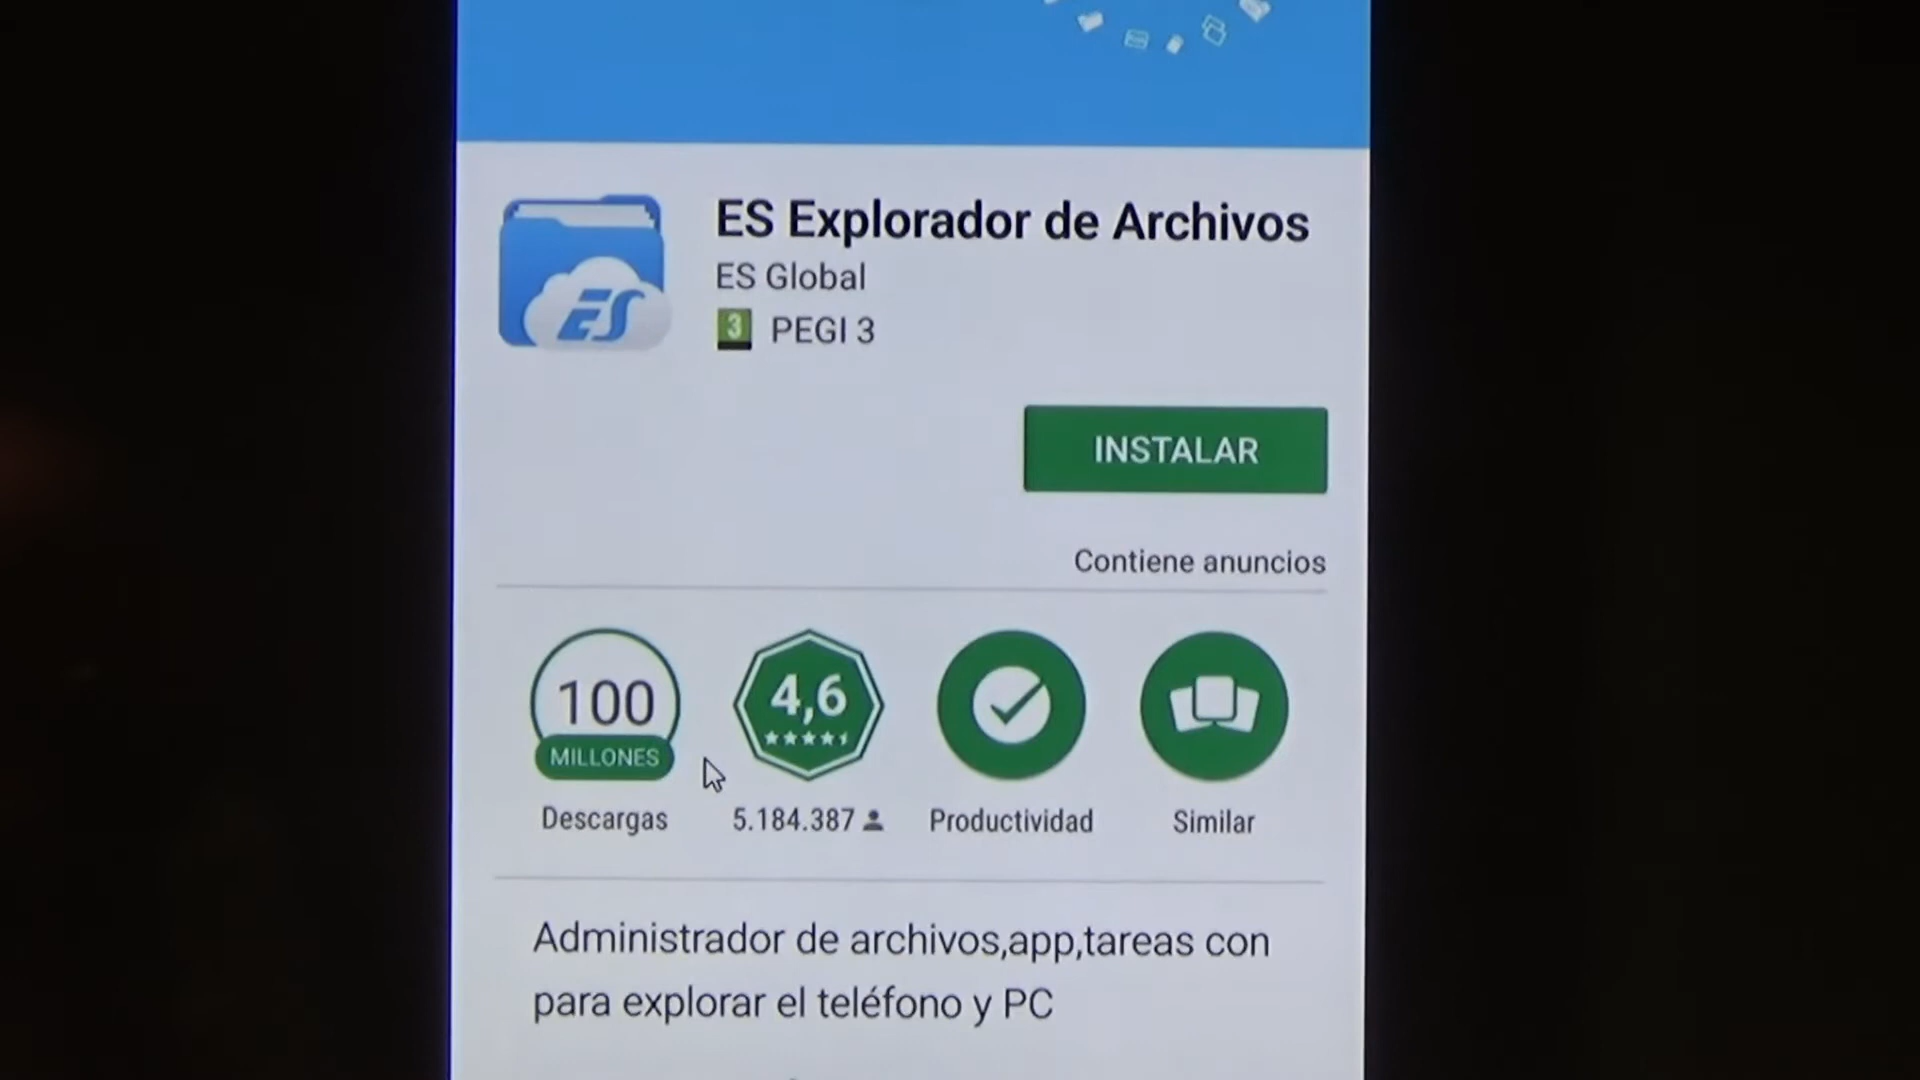 ES Explorador de Archivos
ES Global
3 PEGI 3
ES
INSTALAR
Contiene anuncios
100
MILLONES
Descargas
4,6
5.184.387
Productividad
Similar
Administrador de archivos,app,tareas con
para explorar el teléfono y PC